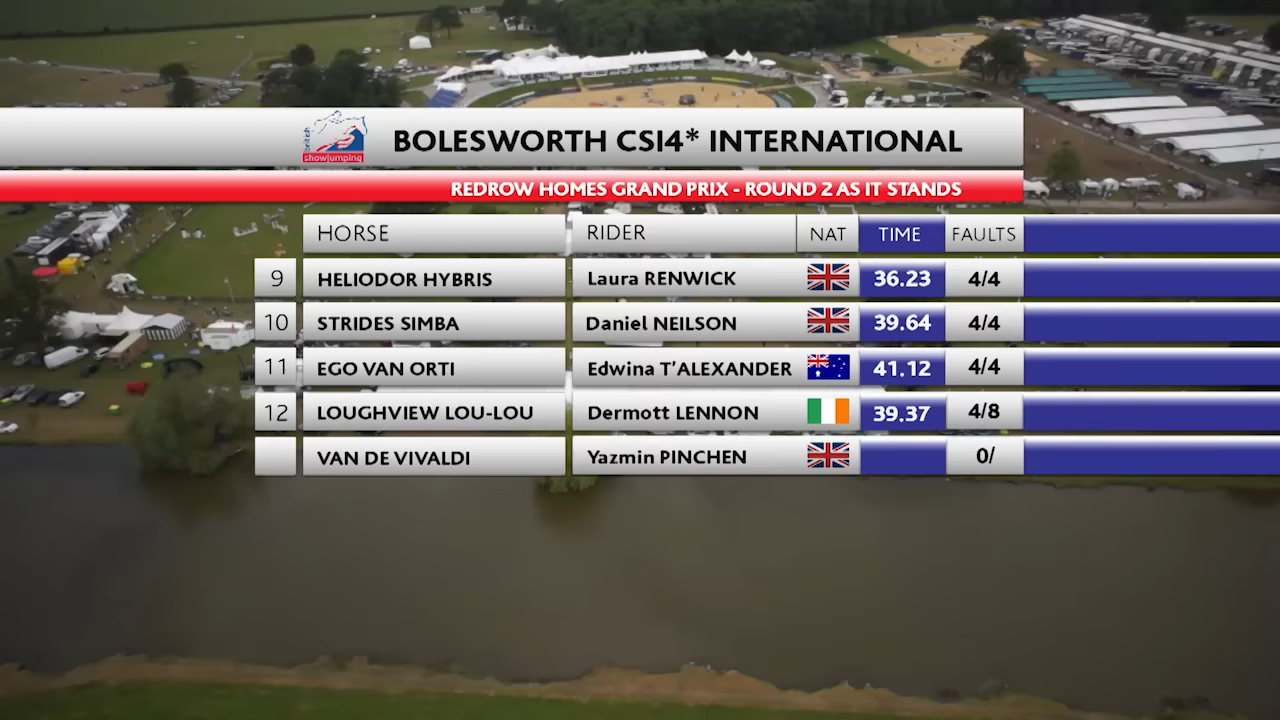 british
showjumping
BOLESWORTH CSI4* INTERNATIONAL
REDROW HOMES GRAND PRIX - ROUND 2 AS IT STANDS
HORSE RIDER NAT TIME FAULTS
9 HELIODOR HYBRIS Laura RENWICK 36.23 4/4
10 STRIDES SIMBA Daniel NEILSON 39.64 4/4
11 EGO VAN ORTI Edwina T'ALEXANDER 41.12 4/4
12 LOUGHVIEW LOU-LOU Dermott LENNON 39.37 4/8
VAN DE VIVALDI Yazmin PINCHEN 0/